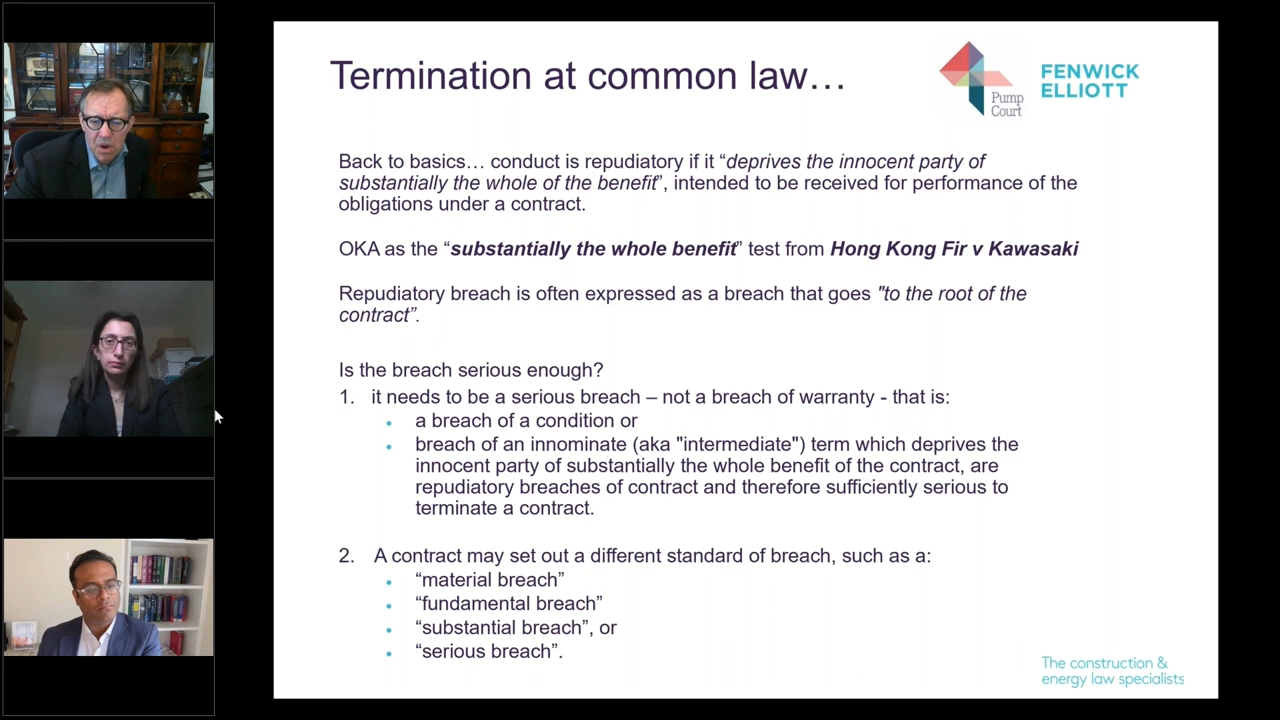 Termination at common law…
Pump
Court
FENWICK
ELLIOTT
Back to basics… conduct is repudiatory if it “deprives the innocent party of
substantially the whole of the benefit”, intended to be received for performance of the
obligations under a contract.
OKA as the “substantially the whole benefit” test from Hong Kong Fir v Kawasaki
Repudiatory breach is often expressed as a breach that goes "to the root of the
contract”.
Is the breach serious enough?
1. it needs to be a serious breach – not a breach of warranty - that is:
• a breach of a condition or
• breach of an innominate (aka "intermediate") term which deprives the
innocent party of substantially the whole benefit of the contract, are
repudiatory breaches of contract and therefore sufficiently serious to
terminate a contract.
2. A contract may set out a different standard of breach, such as a:
• “material breach”
• “fundamental breach”
• “substantial breach”, or
• “serious breach”.
The construction &
energy law specialists